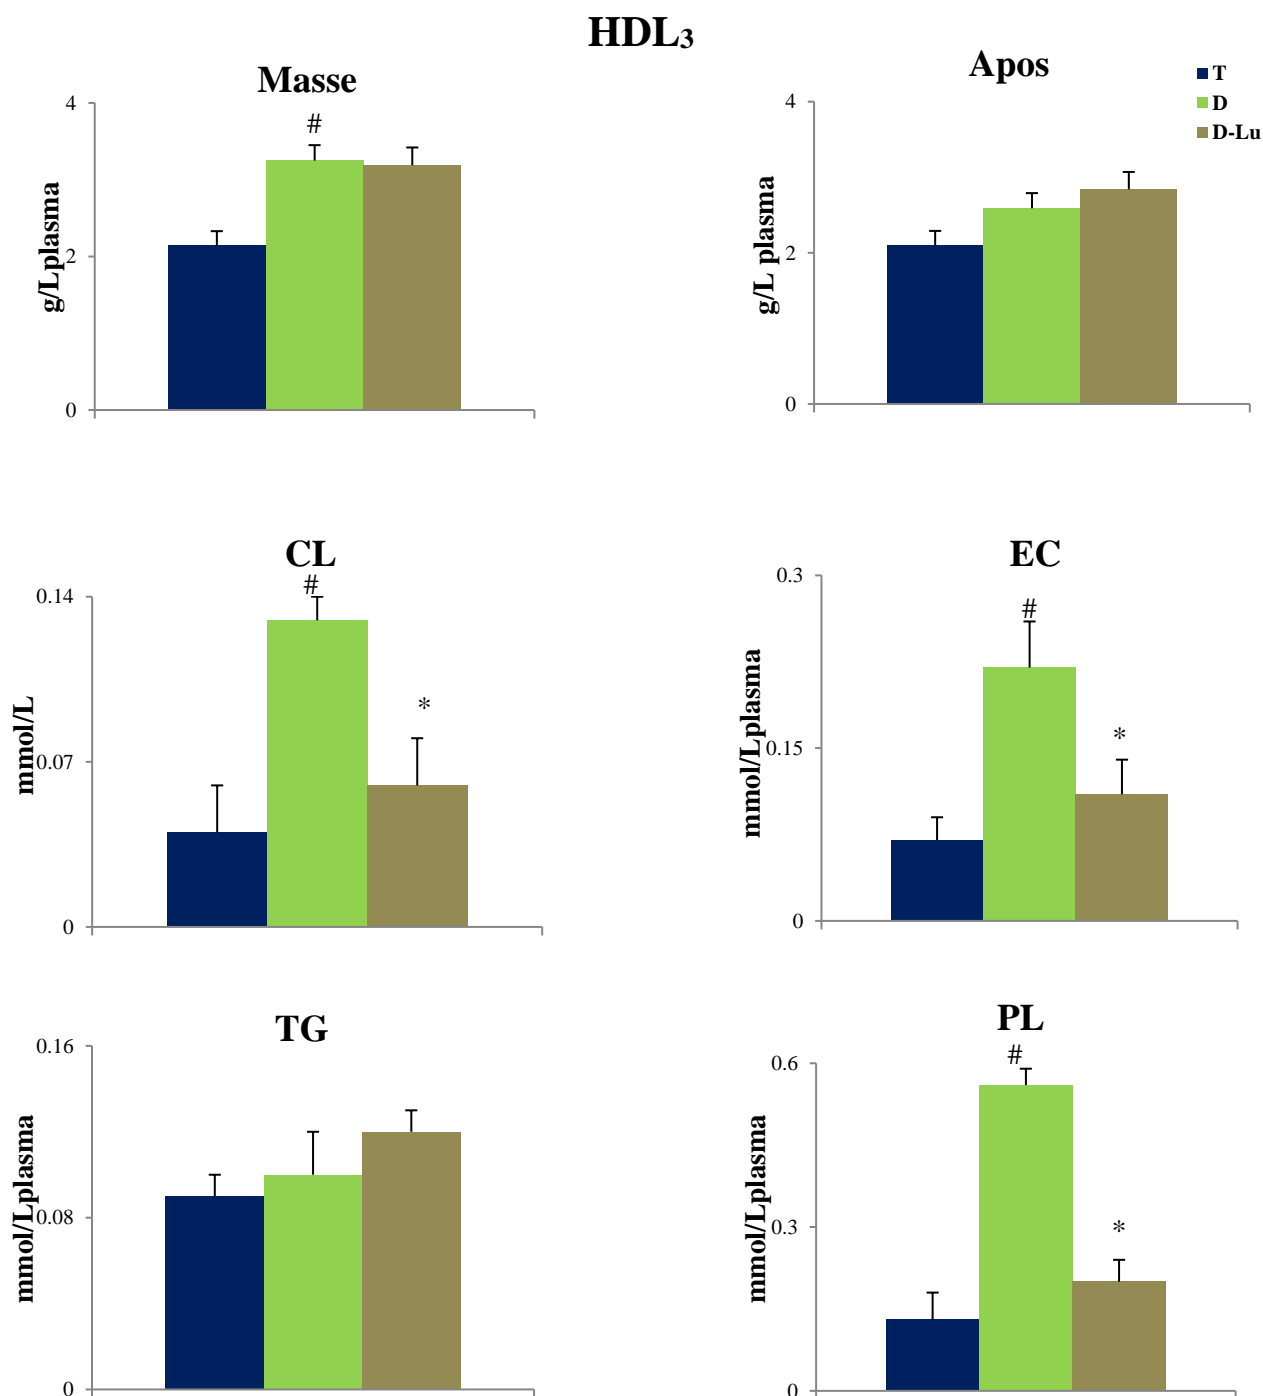 HDL₃
Masse
#
4
2
0
g/Lplasma
Apos
4
2
0
g/L plasma
T
D
D-Lu
CL
#
*
0.14
0.07
0
mmol/L
EC
#
*
0.3
0.15
0
mmol/Lplasma
TG
0.16
0.08
0
mmol/Lplasma
PL
#
*
0.6
0.3
0
mmol/Lplasma